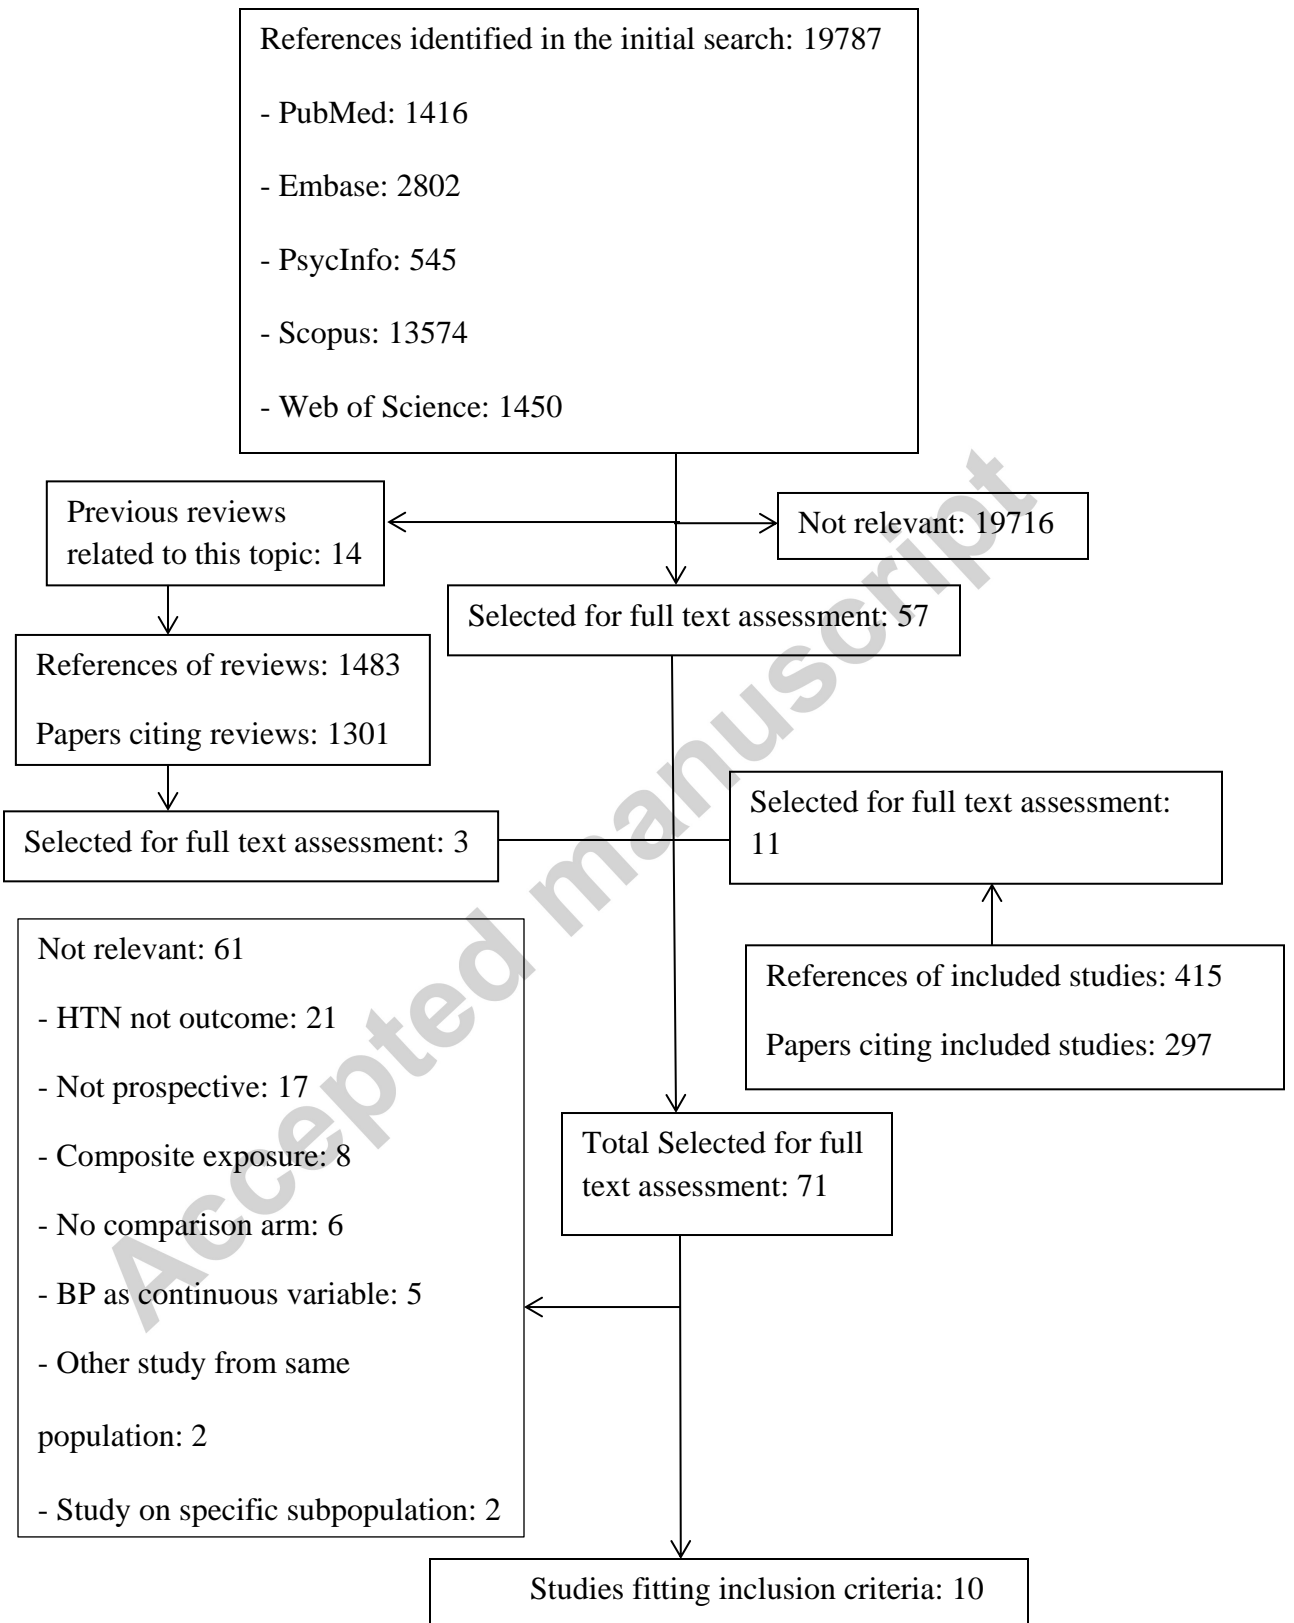 References identified in the initial search: 19787
- PubMed: 1416
- Embase: 2802
- PsycInfo: 545
- Scopus: 13574
- Web of Science: 1450
Previous reviews
related to this topic: 14
Not relevant: 19716
Selected for full text assessment: 57
References of reviews: 1483
Papers citing reviews: 1301
Selected for full text assessment: 3
Selected for full text assessment:
11
References of included studies: 415
Papers citing included studies: 297
Total Selected for full
text assessment: 71
Not relevant: 61
- HTN not outcome: 21
- Not prospective: 17
- Composite exposure: 8
- No comparison arm: 6
- BP as continuous variable: 5
- Other study from same
population: 2
- Study on specific subpopulation: 2
Studies fitting inclusion criteria: 10
Accepted manuscript